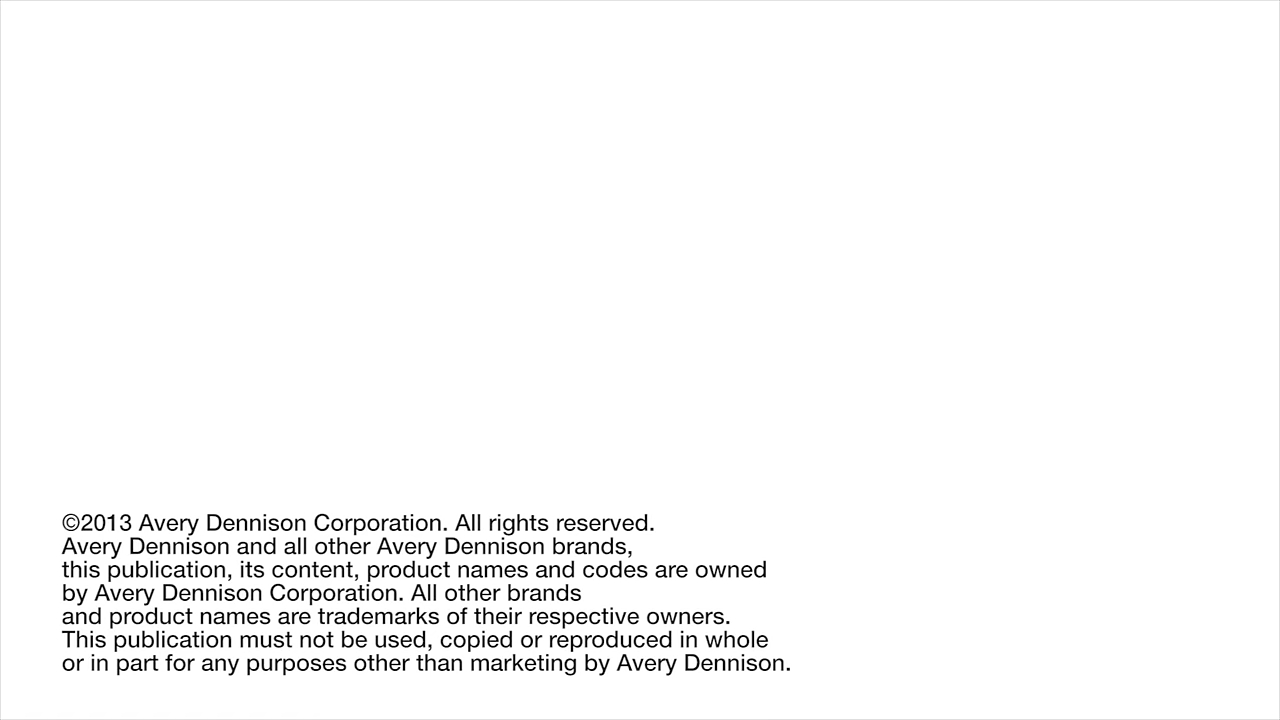 ©2013 Avery Dennison Corporation. All rights reserved.
Avery Dennison and all other Avery Dennison brands,
this publication, its content, product names and codes are owned
by Avery Dennison Corporation. All other brands
and product names are trademarks of their respective owners.
This publication must not be used, copied or reproduced in whole
or in part for any purposes other than marketing by Avery Dennison.